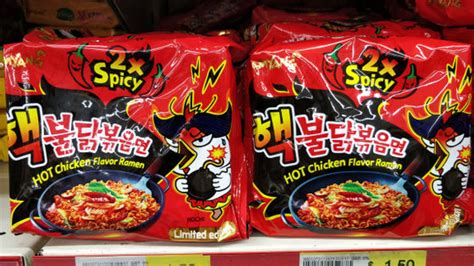 2x
Spicy
핵불닭볶음면
HOT Chicken Flavor Ramen
HOCHI
Limited edition
2x
Spicy
핵불닭볶음면
HOT Chicken Flavor Ramen
1.50